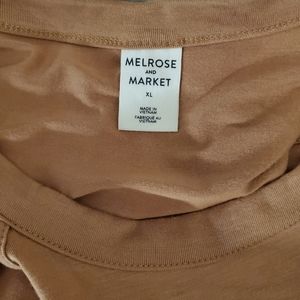 MELROSE
AND
MARKET
XL
MADE IN
VIETNAM
FABRIQUÉ AU
VIETNAM